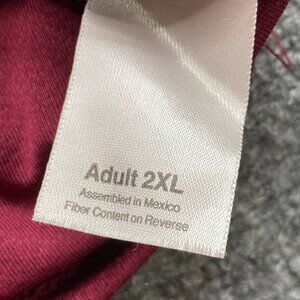 Adult 2XL
Assembled in Mexico
Fiber Content on Reverse